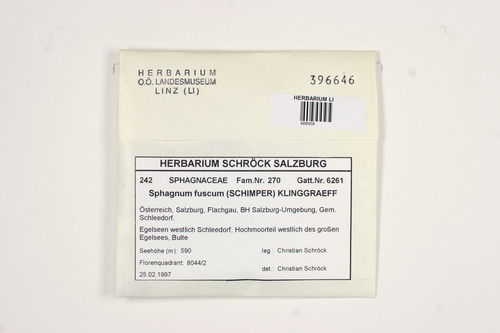 HERBARIUM
O.Ö. LANDESMUSEUM
LINZ (LI)
396646
HERBARIUM LI
HERBARIUM SCHRÖCK SALZBURG
242 SPHAGNACEAE Fam.Nr. 270 Gatt.Nr. 6261
Sphagnum fuscum (SCHIMPER) KLINGGRAEFF
Österreich, Salzburg, Flachgau, BH Salzburg-Umgebung, Gem.
Schleedorf.
Egelseen westlich Schleedorf, Hochmoorteil westlich des großen
Egelsees, Bulte
Seehöhe (m): 590 leg.: Christian Schröck
Florenquadrant: 8044/2
25.02.1997 det.: Christian Schröck